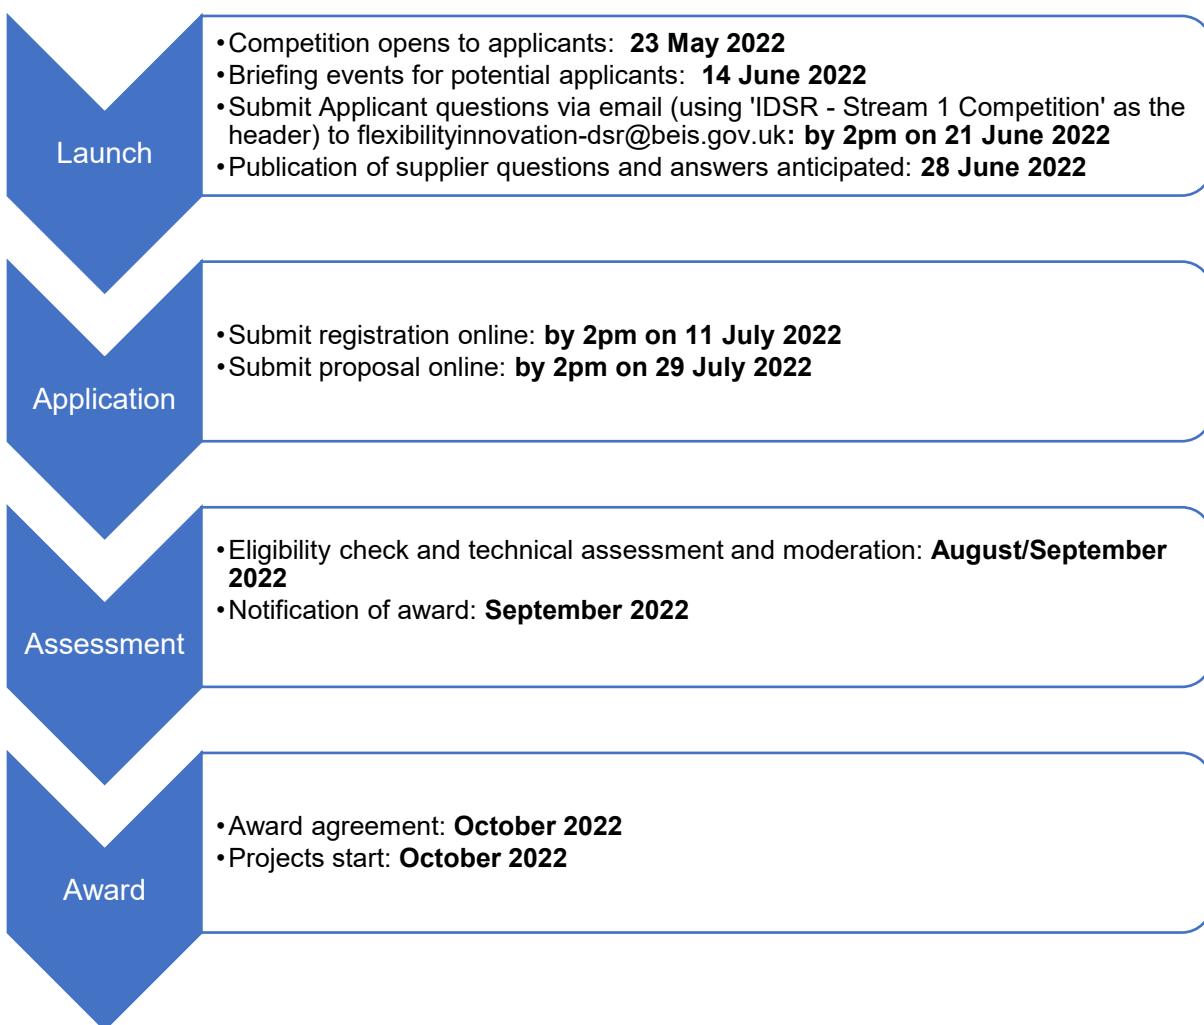 Launch
•Competition opens to applicants: 23 May 2022
•Briefing events for potential applicants: 14 June 2022
•Submit Applicant questions via email (using 'IDSR - Stream 1 Competition' as the
header) to flexibilityinnovation-dsr@beis.gov.uk: by 2pm on 21 June 2022
•Publication of supplier questions and answers anticipated: 28 June 2022
Application
•Submit registration online: by 2pm on 11 July 2022
•Submit proposal online: by 2pm on 29 July 2022
Assessment
•Eligibility check and technical assessment and moderation: August/September
2022
•Notification of award: September 2022
Award
•Award agreement: October 2022
•Projects start: October 2022